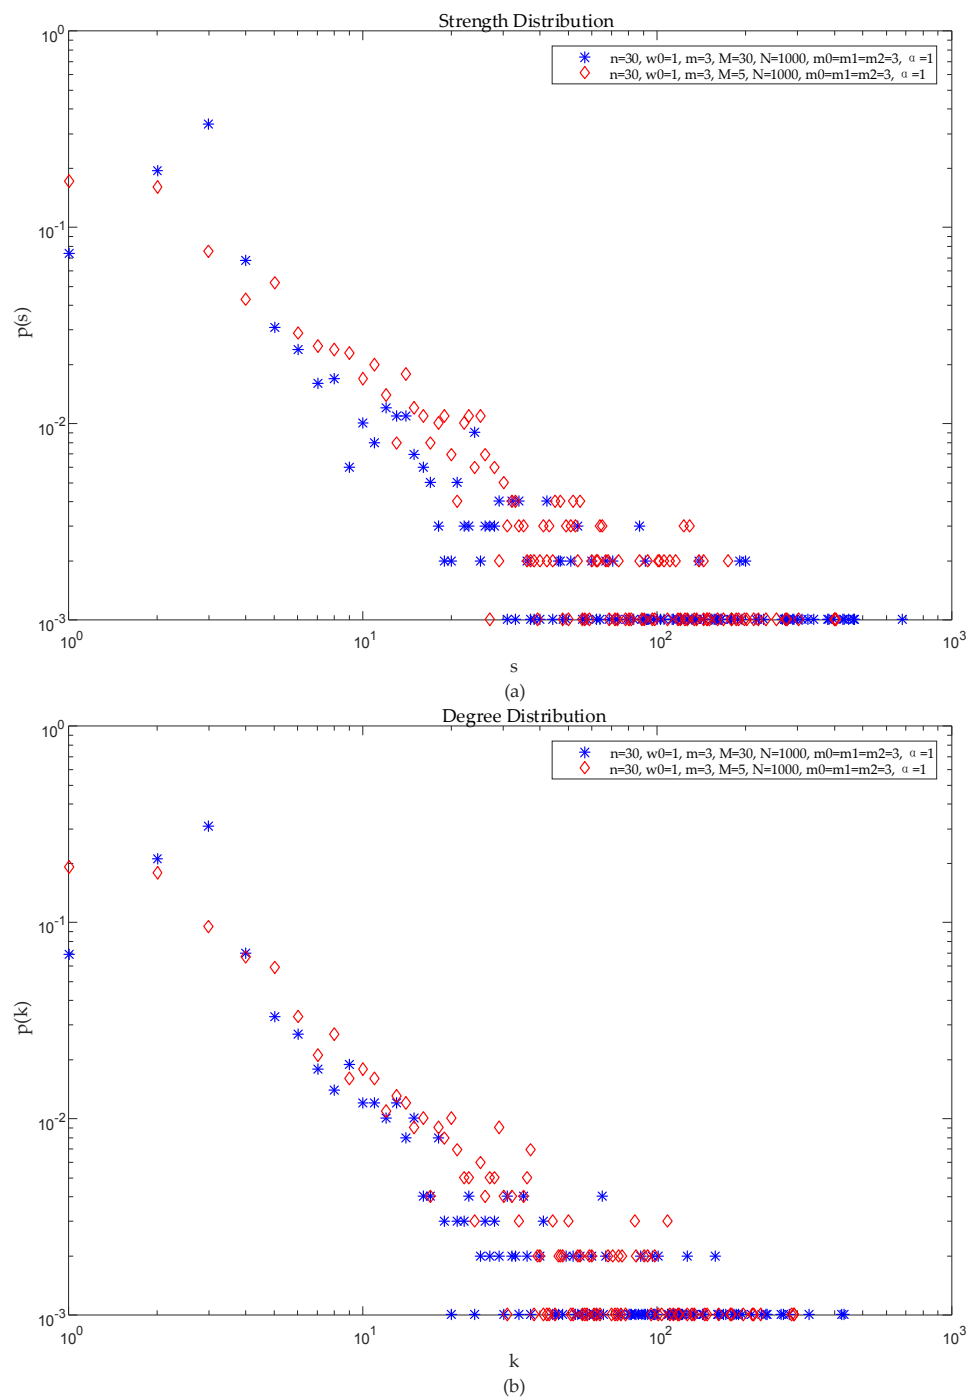 Strength Distribution
n=30, w0=1, m=3, M=30, N=1000, m0=m1=m2=3, α=1
n=30, w0=1, m=3, M=5, N=1000, m0=m1=m2=3, α=1
10^0
10^-1
p(s)
10^-2
10^-3
10^0 10^1 10^2 10^3
s
(a)
Degree Distribution
n=30, w0=1, m=3, M=30, N=1000, m0=m1=m2=3, α=1
n=30, w0=1, m=3, M=5, N=1000, m0=m1=m2=3, α=1
10^0
10^-1
p(k)
10^-2
10^-3
10^0 10^1 10^2 10^3
k
(b)